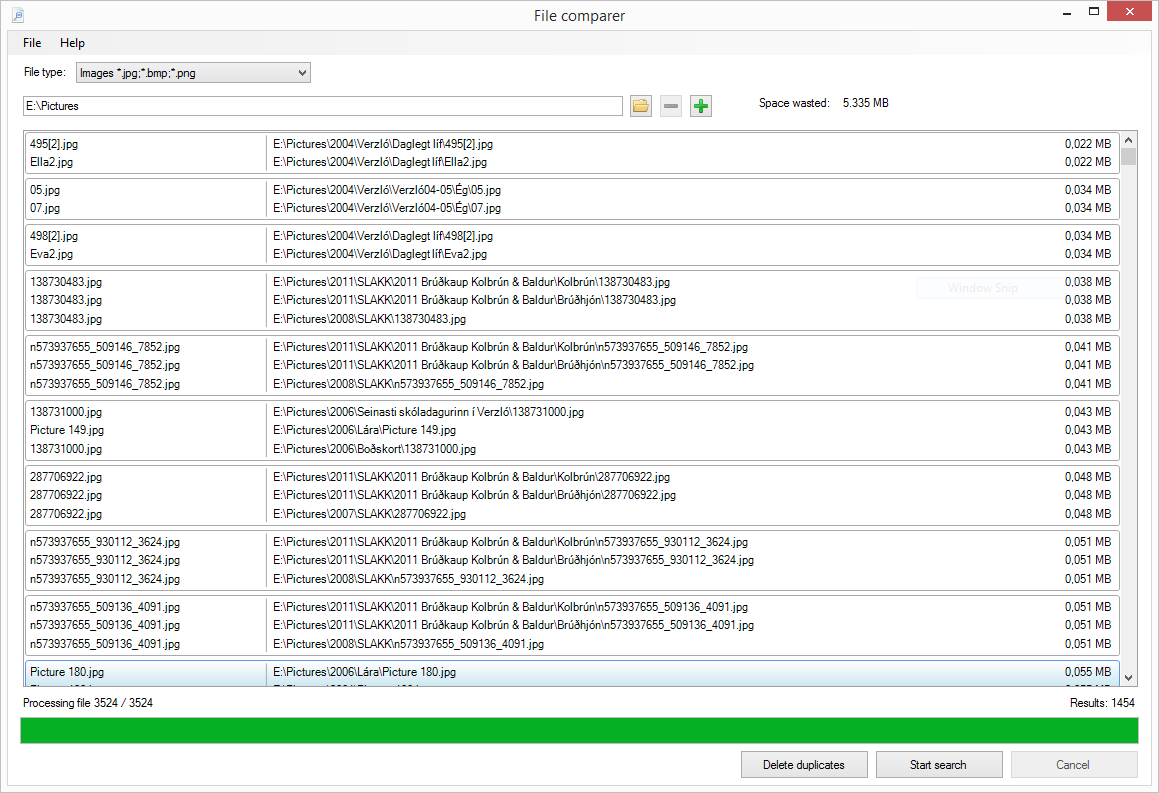 File comparer
File Help
File type: Images *.jpg;*.bmp;*.png
E:\Pictures Space wasted: 5.335 MB
495[2].jpg E:\Pictures\2004\Verzló\Daglegt líf\495[2].jpg 0,022 MB
Ella2.jpg E:\Pictures\2004\Verzló\Daglegt líf\Ella2.jpg 0,022 MB
05.jpg E:\Pictures\2004\Verzló\Verzló04-05\Ég\05.jpg 0,034 MB
07.jpg E:\Pictures\2004\Verzló\Verzló04-05\Ég\07.jpg 0,034 MB
498[2].jpg E:\Pictures\2004\Verzló\Daglegt líf\498[2].jpg 0,034 MB
Eva2.jpg E:\Pictures\2004\Verzló\Daglegt líf\Eva2.jpg 0,034 MB
138730483.jpg E:\Pictures\2011\SLAKK\2011 Brúðkaup Kolbrún & Baldur\Kolbrún\138730483.jpg 0,038 MB
Window Snip
138730483.jpg E:\Pictures\2011\SLAKK\2011 Brúðkaup Kolbrún & Baldur\Brúðhjón\138730483.jpg 0,038 MB
138730483.jpg E:\Pictures\2008\SLAKK\138730483.jpg 0,038 MB
n573937655_509146_7852.jpg E:\Pictures\2011\SLAKK\2011 Brúðkaup Kolbrún & Baldur\Kolbrún\n573937655_509146_7852.jpg 0,041 MB
n573937655_509146_7852.jpg E:\Pictures\2011\SLAKK\2011 Brúðkaup Kolbrún & Baldur\Brúðhjón\n573937655_509146_7852.jpg 0,041 MB
n573937655_509146_7852.jpg E:\Pictures\2008\SLAKK\n573937655_509146_7852.jpg 0,041 MB
138731000.jpg E:\Pictures\2006\Seinasti skóladagurinn í Verzló\138731000.jpg 0,043 MB
Picture 149.jpg E:\Pictures\2006\Lára\Picture 149.jpg 0,043 MB
138731000.jpg E:\Pictures\2006\Boðskort\138731000.jpg 0,043 MB
287706922.jpg E:\Pictures\2011\SLAKK\2011 Brúðkaup Kolbrún & Baldur\Kolbrún\287706922.jpg 0,048 MB
287706922.jpg E:\Pictures\2011\SLAKK\2011 Brúðkaup Kolbrún & Baldur\Brúðhjón\287706922.jpg 0,048 MB
287706922.jpg E:\Pictures\2007\SLAKK\287706922.jpg 0,048 MB
n573937655_930112_3624.jpg E:\Pictures\2011\SLAKK\2011 Brúðkaup Kolbrún & Baldur\Kolbrún\n573937655_930112_3624.jpg 0,051 MB
n573937655_930112_3624.jpg E:\Pictures\2011\SLAKK\2011 Brúðkaup Kolbrún & Baldur\Brúðhjón\n573937655_930112_3624.jpg 0,051 MB
n573937655_930112_3624.jpg E:\Pictures\2008\SLAKK\n573937655_930112_3624.jpg 0,051 MB
n573937655_509136_4091.jpg E:\Pictures\2011\SLAKK\2011 Brúðkaup Kolbrún & Baldur\Kolbrún\n573937655_509136_4091.jpg 0,051 MB
n573937655_509136_4091.jpg E:\Pictures\2011\SLAKK\2011 Brúðkaup Kolbrún & Baldur\Brúðhjón\n573937655_509136_4091.jpg 0,051 MB
n573937655_509136_4091.jpg E:\Pictures\2008\SLAKK\n573937655_509136_4091.jpg 0,051 MB
Picture 180.jpg E:\Pictures\2006\Lára\Picture 180.jpg 0,055 MB
Processing file 3524 / 3524 Results: 1454
Delete duplicates Start search Cancel